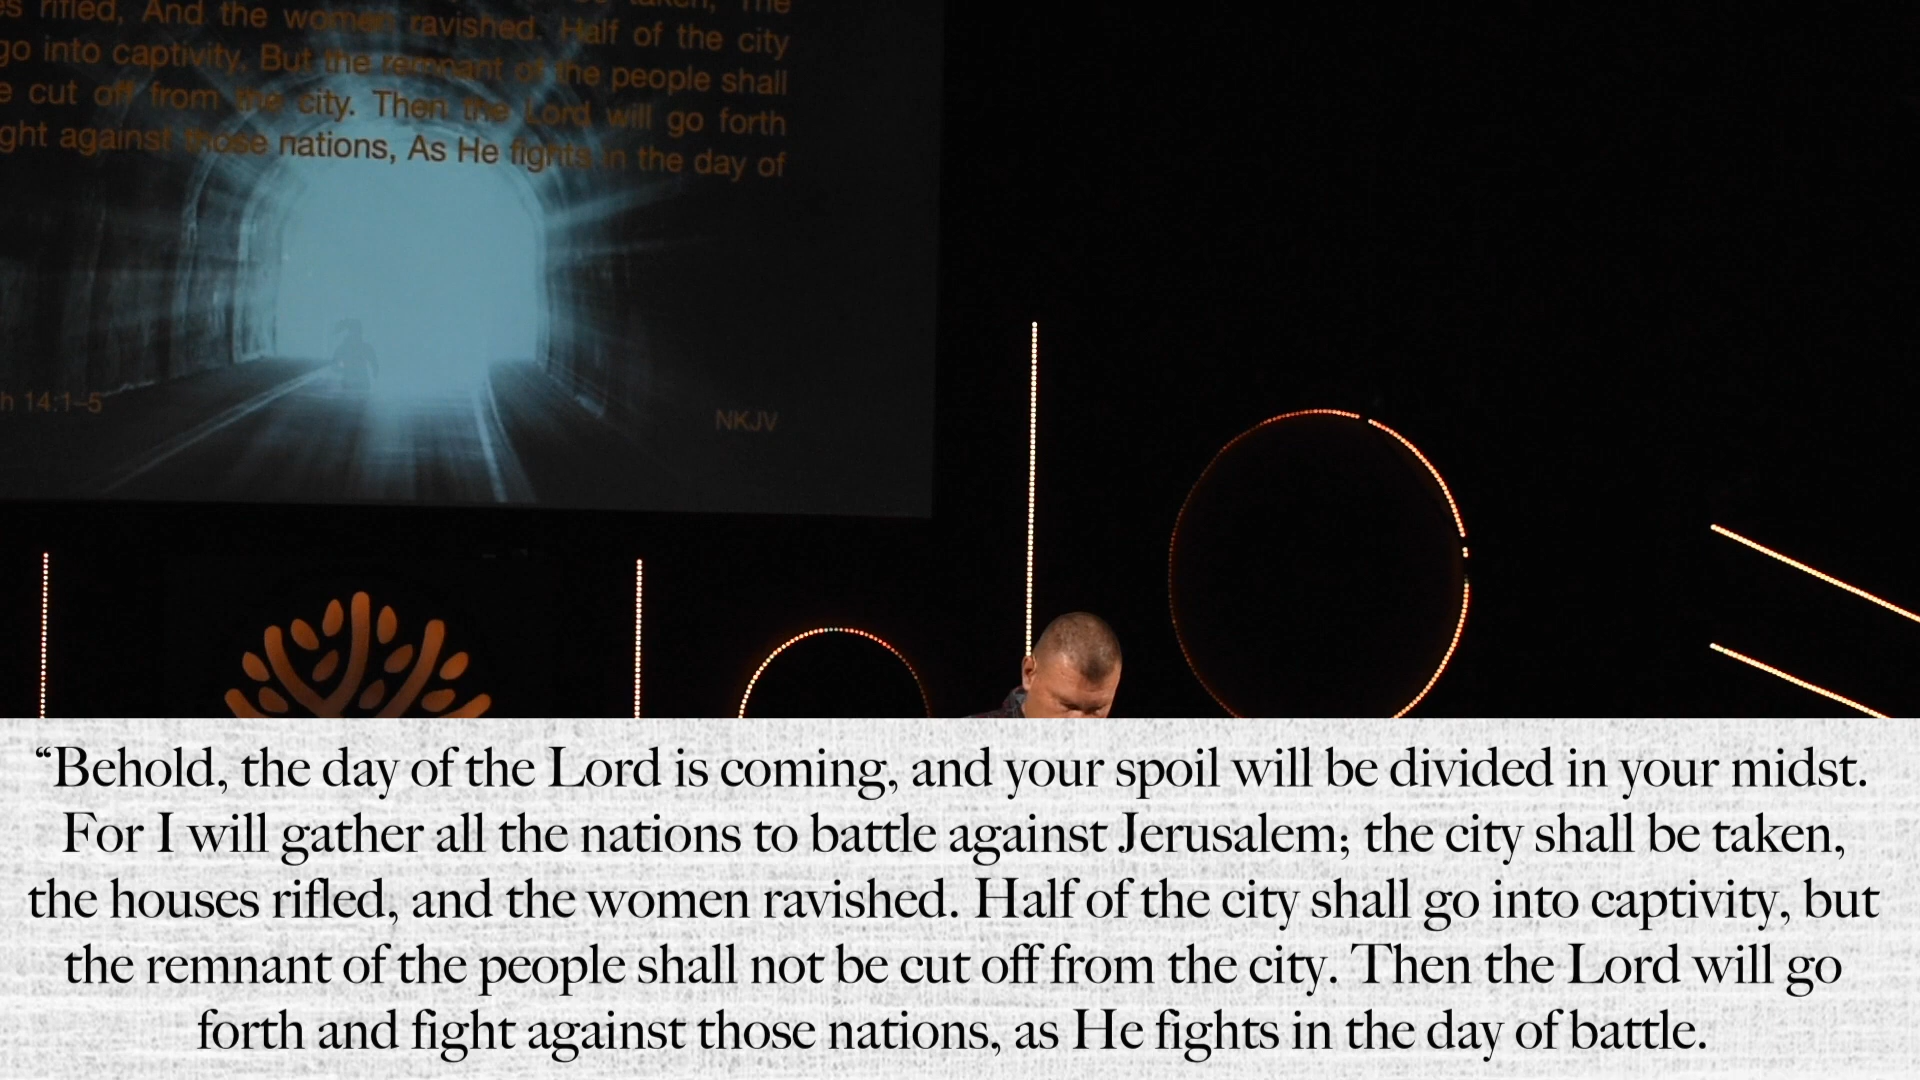 rifled, And the women ravished. Half of the city
go into captivity, But the remnant of the people shall
cut off from the city. Then the Lord will go forth
ght against those nations, As He fights in the day of
h 14:1–5
NKJV
“Behold, the day of the Lord is coming, and your spoil will be divided in your midst.
For I will gather all the nations to battle against Jerusalem; the city shall be taken,
the houses rifled, and the women ravished. Half of the city shall go into captivity, but
the remnant of the people shall not be cut off from the city. Then the Lord will go
forth and fight against those nations, as He fights in the day of battle.